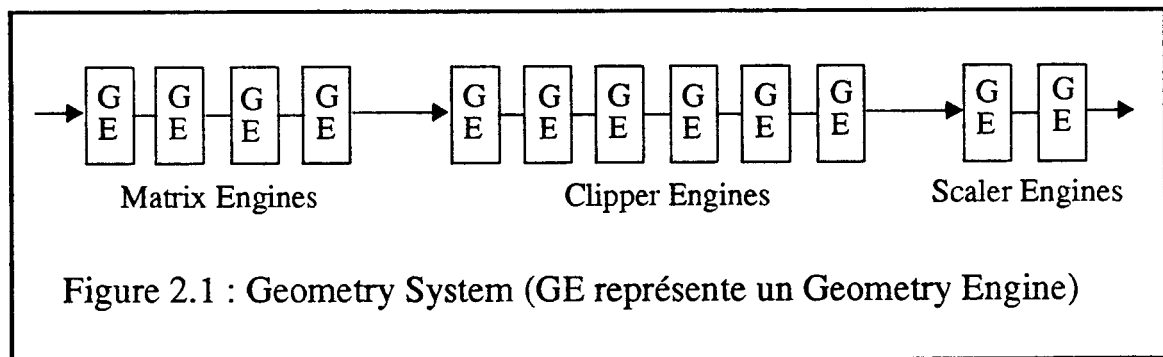 G G G G G G G G G G G G
E E E E E E E E E E E E
Matrix Engines Clipper Engines Scaler Engines
Figure 2.1 : Geometry System (GE représente un Geometry Engine)